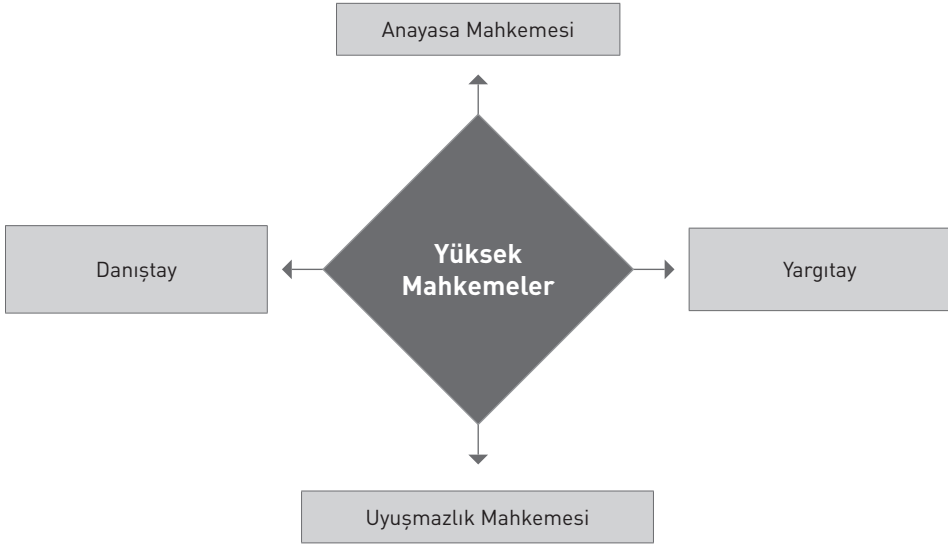 Anayasa Mahkemesi
Danıştay
Yüksek
Mahkemeler
Yargıtay
Uyuşmazlık Mahkemesi